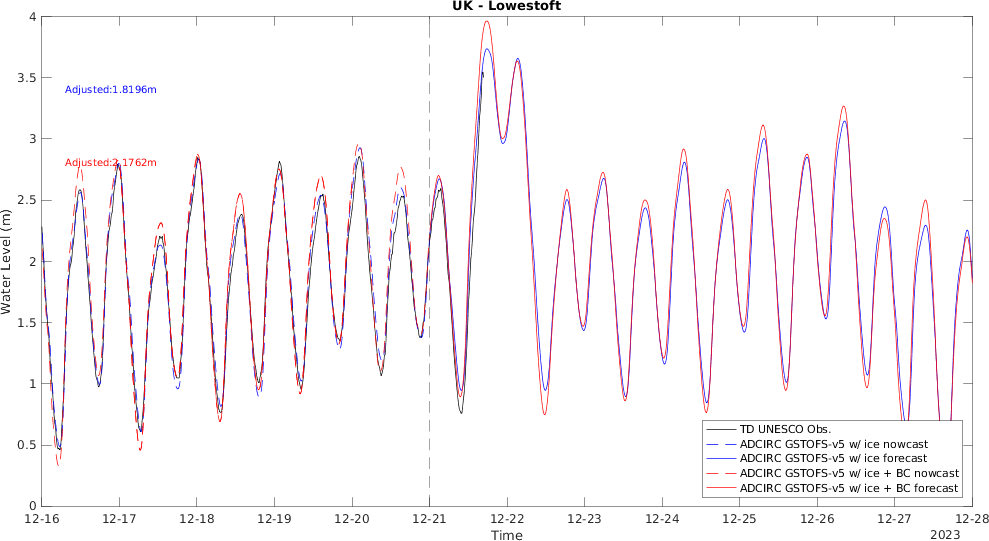 UK - Lowestoft
4
3.5
3
2.5
2
1.5
1
0.5
0
Water Level (m)
Adjusted:1.8196m
Adjusted:2.1762m
TD UNESCO Obs.
ADCIRC GSTOFS-v5 w/ ice nowcast
ADCIRC GSTOFS-v5 w/ ice forecast
ADCIRC GSTOFS-v5 w/ ice + BC nowcast
ADCIRC GSTOFS-v5 w/ ice + BC forecast
12-16 12-17 12-18 12-19 12-20 12-21 12-22 12-23 12-24 12-25 12-26 12-27 12-28
Time
2023